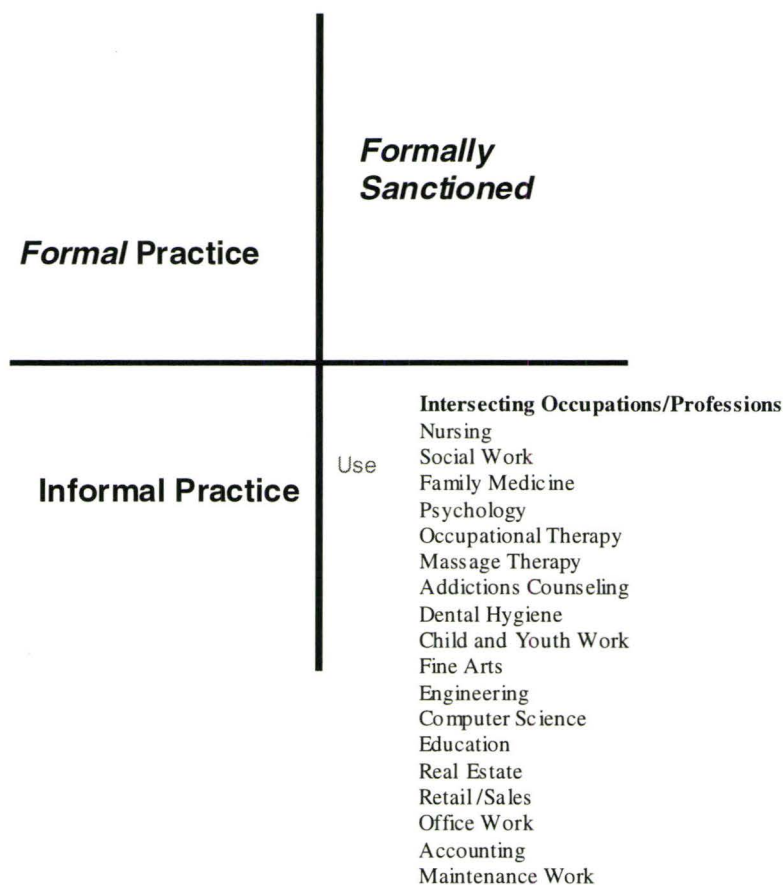 Formally
Sanctioned
Formal Practice
Informal Practice
Use
Intersecting Occupations/Professions
Nursing
Social Work
Family Medicine
Psychology
Occupational Therapy
Massage Therapy
Addictions Counseling
Dental Hygiene
Child and Youth Work
Fine Arts
Engineering
Computer Science
Education
Real Estate
Retail/Sales
Office Work
Accounting
Maintenance Work